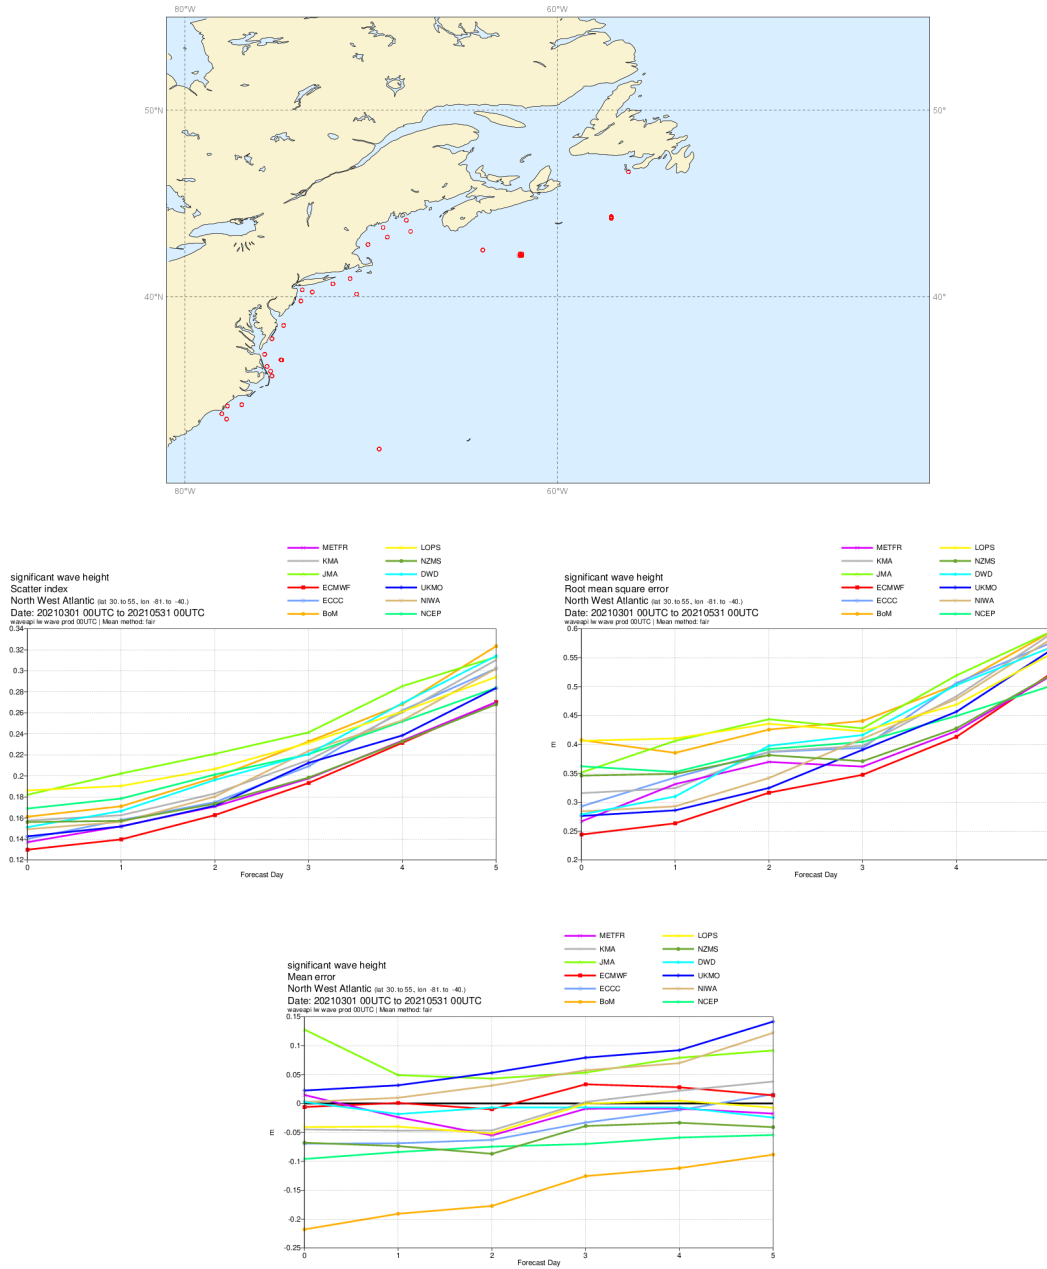 80°W 60°W
50°N 50°
40°N 40°
80°W 60°W
METFR LOPS
KMA NZMS
JMA DWD
ECMWF UKMO
ECCC NIWA
BoM NCEP
significant wave height
Scatter index
North West Atlantic (lat 30. to 55., lon -81. to -40.)
Date: 20210301 00UTC to 20210531 00UTC
waveapi lw wave prod 00UTC | Mean method: fair
0.34
0.32
0.3
0.28
0.26
0.24
0.22
0.2
0.18
0.16
0.14
0.12
0 1 2 3 4 5
Forecast Day
METFR LOPS
KMA NZMS
JMA DWD
ECMWF UKMO
ECCC NIWA
BoM NCEP
significant wave height
Root mean square error
North West Atlantic (lat 30. to 55., lon -81. to -40.)
Date: 20210301 00UTC to 20210531 00UTC
waveapi lw wave prod 00UTC | Mean method: fair
0.6
0.55
0.5
0.45
0.4
0.35
0.3
0.25
0.2
m
0 1 2 3 4
Forecast Day
METFR LOPS
KMA NZMS
JMA DWD
ECMWF UKMO
ECCC NIWA
BoM NCEP
significant wave height
Mean error
North West Atlantic (lat 30. to 55., lon -81. to -40.)
Date: 20210301 00UTC to 20210531 00UTC
waveapi lw wave prod 00UTC | Mean method: fair
0.15
0.1
0.05
0
-0.05
-0.1
-0.15
-0.2
-0.25
m
0 1 2 3 4 5
Forecast Day